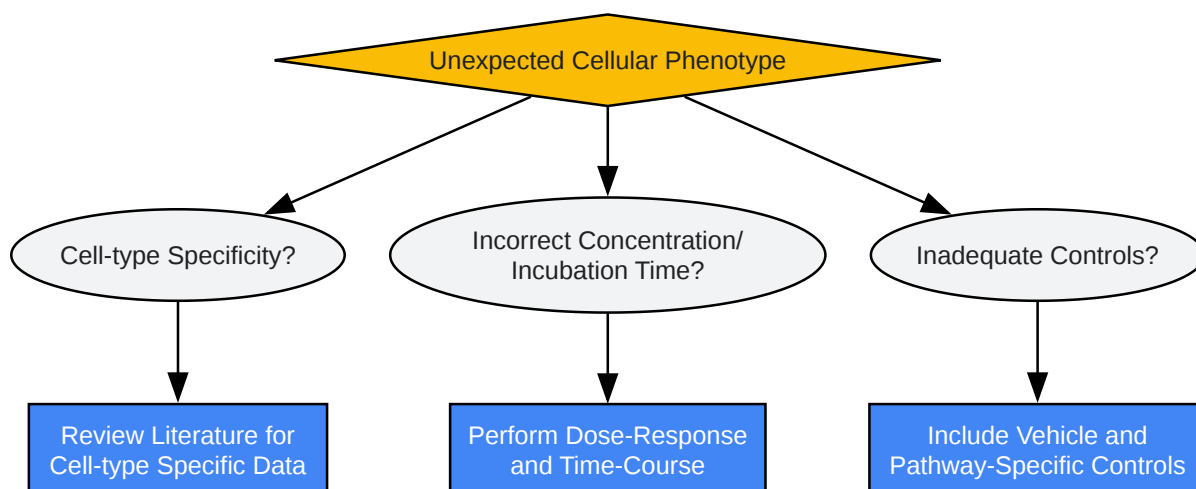 Unexpected Cellular Phenotype
Cell-type Specificity?
Incorrect Concentration/
Incubation Time?
Inadequate Controls?
Review Literature for
Cell-type Specific Data
Perform Dose-Response
and Time-Course
Include Vehicle and
Pathway-Specific Controls